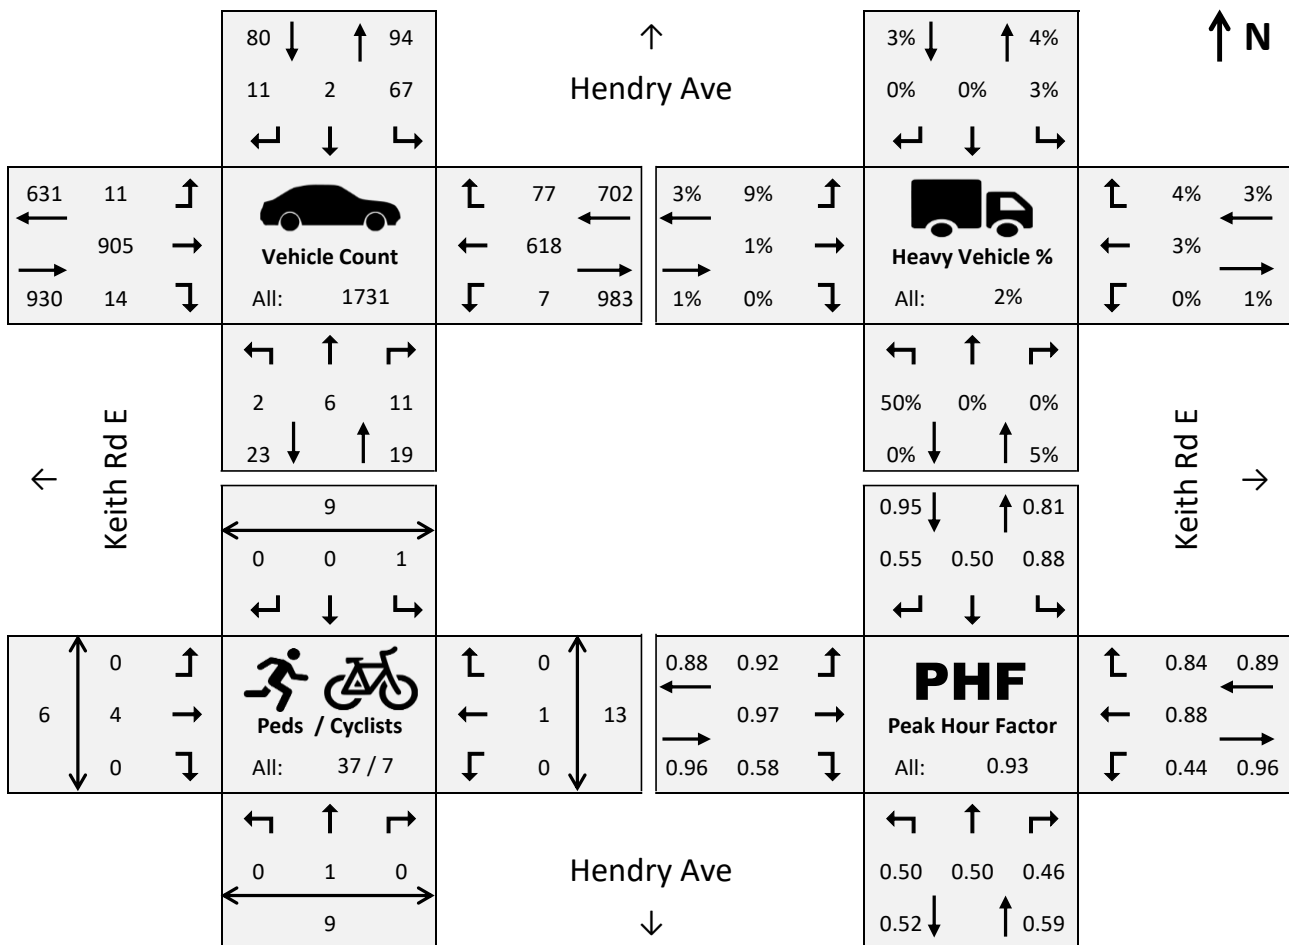 80 94 3% 4% N
11 2 67 Hendry Ave 0% 0% 3%
631 11 77 702 3% 9% 4% 3%
905 Vehicle Count 618 1% Heavy Vehicle % 3%
930 14 All: 1731 7 983 1% 0% All: 2% 0% 1%
2 6 11 50% 0% 0%
23 19 0% 5%
Keith Rd E Keith Rd E
9 0.95 0.81
0 0 1 0.55 0.50 0.88
0 0 0.88 0.92 PHF 0.84 0.89
6 4 Peds / Cyclists 1 13 0.97 Peak Hour Factor 0.88
0 All: 37 / 7 0 0.96 0.58 All: 0.93 0.44 0.96
0 1 0 Hendry Ave 0.50 0.50 0.46
9 0.52 0.59